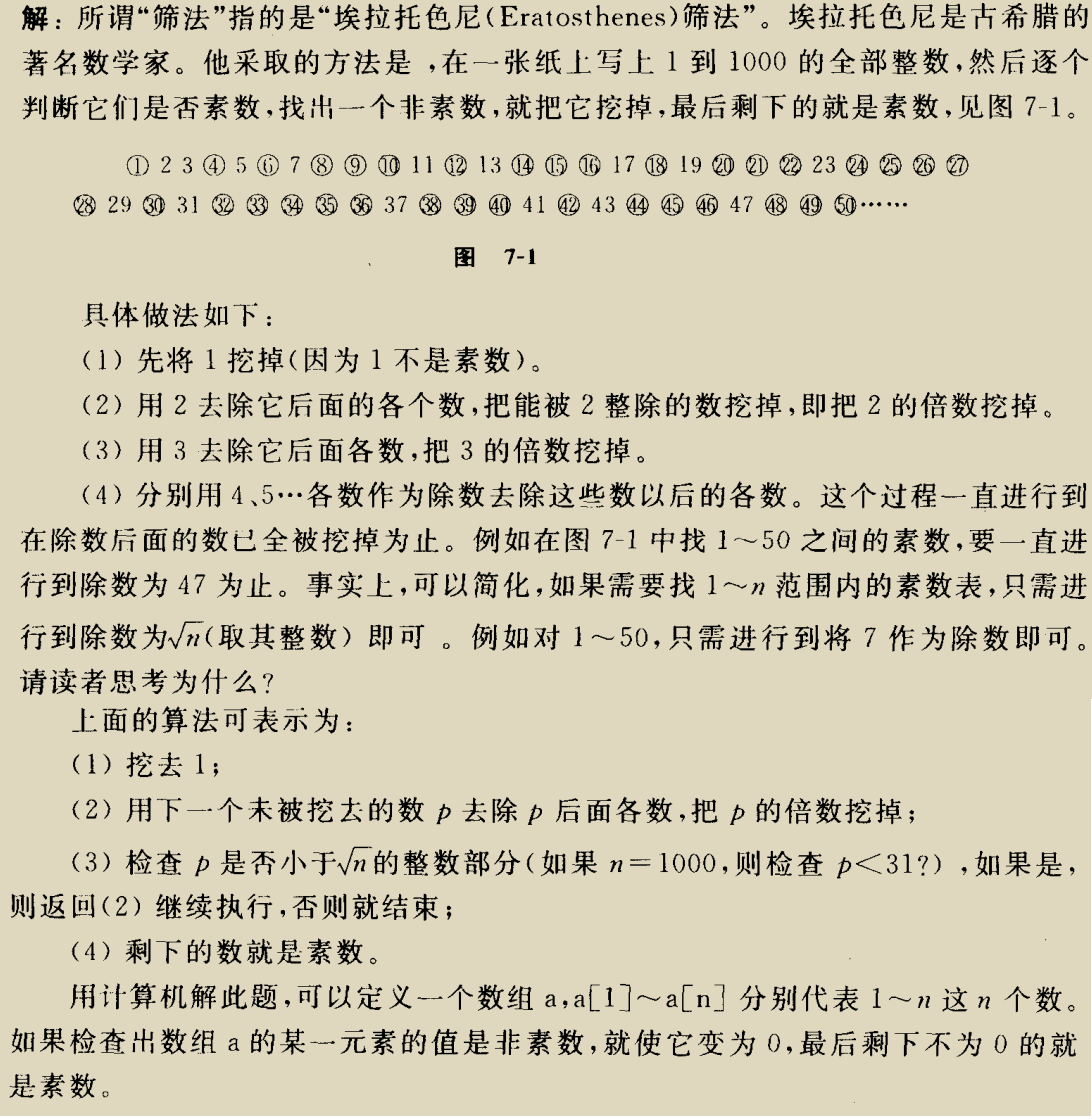 解：所谓“筛法”指的是“埃拉托色尼(Eratosthenes)筛法”。埃拉托色尼是古希腊的
著名数学家。他采取的方法是，在一张纸上写上 1 到 1000 的全部整数，然后逐个
判断它们是否素数，找出一个非素数，就把它挖掉，最后剩下的就是素数，见图 7-1。
① 2 3 ④ 5 ⑥ 7 ⑧ ⑨ ⑩ 11 ⑫ 13 ⑭ ⑮ ⑯ 17 ⑱ 19 ⑳ ㉑ ㉒ 23 ㉔ ㉕ ㉖ ㉗
㉘ 29 ㉚ 31 ㉜ ㉝ ㉞ ㉟ ㊱ 37 ㊳ ㊴ ㊵ 41 ㊷ 43 ㊹ ㊺ ㊻ 47 ㊽ ㊾ ㊿……
图 7-1
具体做法如下：
(1) 先将 1 挖掉(因为 1 不是素数)。
(2) 用 2 去除它后面的各个数，把能被 2 整除的数挖掉，即把 2 的倍数挖掉。
(3) 用 3 去除它后面各数，把 3 的倍数挖掉。
(4) 分别用 4、5…各数作为除数去除这些数以后的各数。这个过程一直进行到
在除数后面的数已全被挖掉为止。例如在图 7-1 中找 1～50 之间的素数，要一直进
行到除数为 47 为止。事实上，可以简化，如果需要找 1～n 范围内的素数表，只需进
行到除数为√n(取其整数) 即可 。例如对 1～50，只需进行到将 7 作为除数即可。
请读者思考为什么?
上面的算法可表示为：
(1) 挖去 1；
(2) 用下一个未被挖去的数 p 去除 p 后面各数，把 p 的倍数挖掉；
(3) 检查 p 是否小于√n的整数部分(如果 n＝1000，则检查 p＜31?) ，如果是，
则返回(2) 继续执行，否则就结束；
(4) 剩下的数就是素数。
用计算机解此题，可以定义一个数组 a，a[1]～a[n] 分别代表 1～n 这 n 个数。
如果检查出数组 a 的某一元素的值是非素数，就使它变为 0，最后剩下不为 0 的就
是素数。